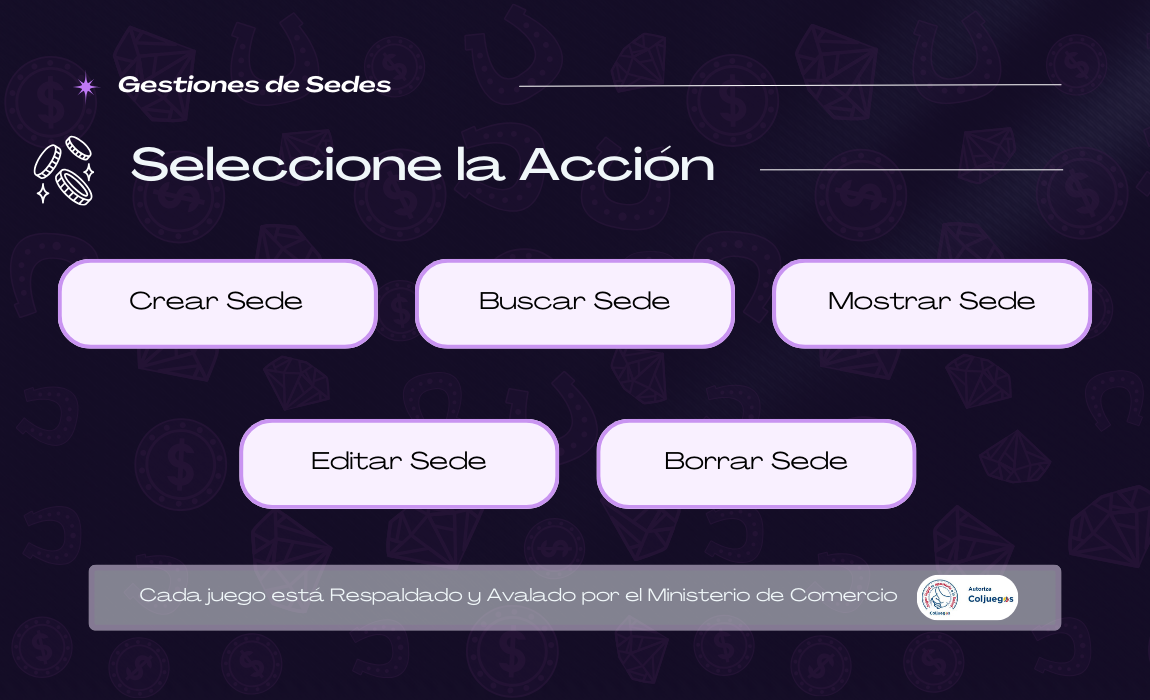 Gestiones de Sedes
Seleccione la Acción
Crear Sede
Buscar Sede
Mostrar Sede
Editar Sede
Borrar Sede
Cada juego está Respaldado y Avalado por el Ministerio de Comercio
Coljuegos
Autoriza
Coljuegos